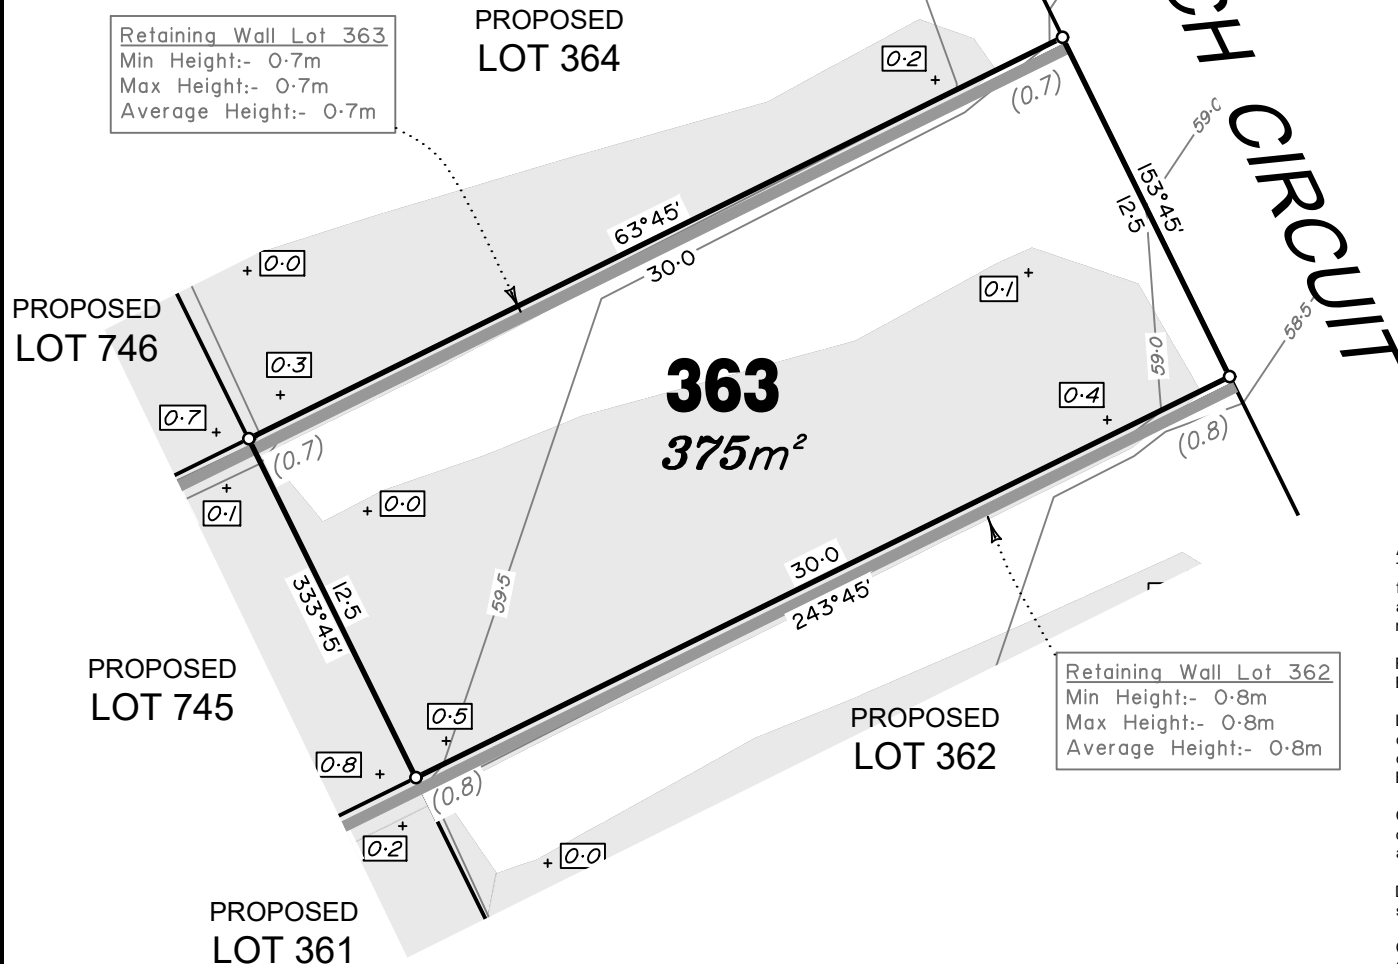 Retaining Wall Lot 363
Min Height:- 0·7m
Max Height:- 0·7m
Average Height:- 0·7m
PROPOSED
LOT 364
0·2
(0.7)
CH CIRCUIT
59·0
153°45'
12·5
63°45'
30·0
0·0
PROPOSED
LOT 746
0·3
0·7
(0.7)
0·1
0·1
58·5
59·0
363
375m²
0·4
(0.8)
0·0
59·5
12·5
333°45'
30·0
243°45'
PROPOSED
LOT 745
0·5
0·8
(0.8)
0·2
0·0
Retaining Wall Lot 362
Min Height:- 0·8m
Max Height:- 0·8m
Average Height:- 0·8m
PROPOSED
LOT 362
PROPOSED
LOT 361